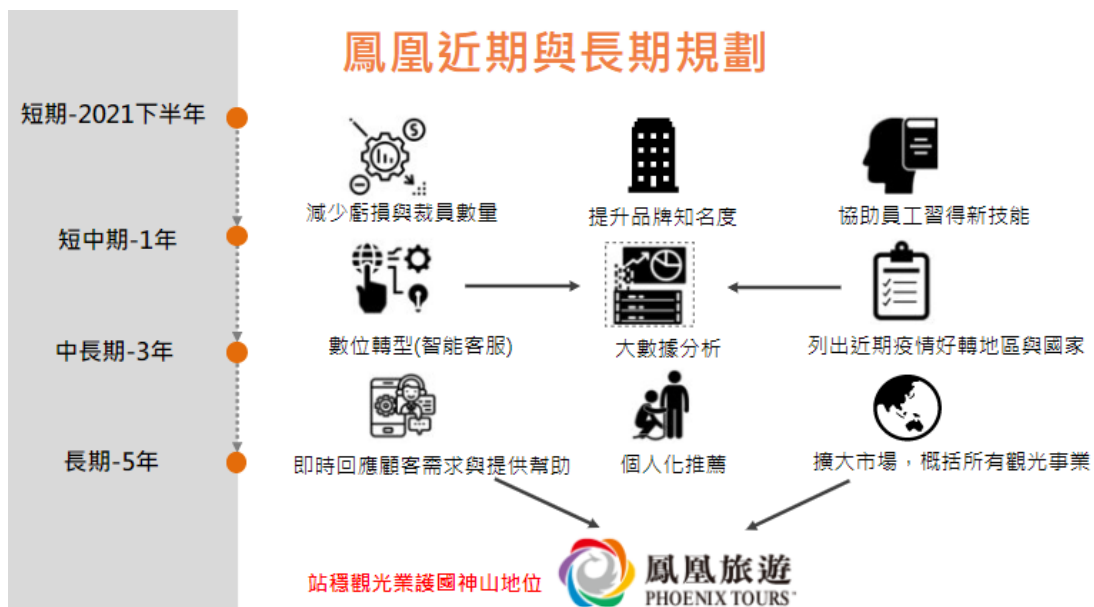 鳳凰近期與長期規劃
短期-2021下半年
減少虧損與裁員數量
提升品牌知名度
協助員工習得新技能
短中期-1年
數位轉型(智能客服)
大數據分析
列出近期疫情好轉地區與國家
中長期-3年
即時回應顧客需求與提供幫助
個人化推薦
擴大市場，概括所有觀光事業
長期-5年
站穩觀光業護國神山地位
鳳凰旅遊
PHOENIX TOURS